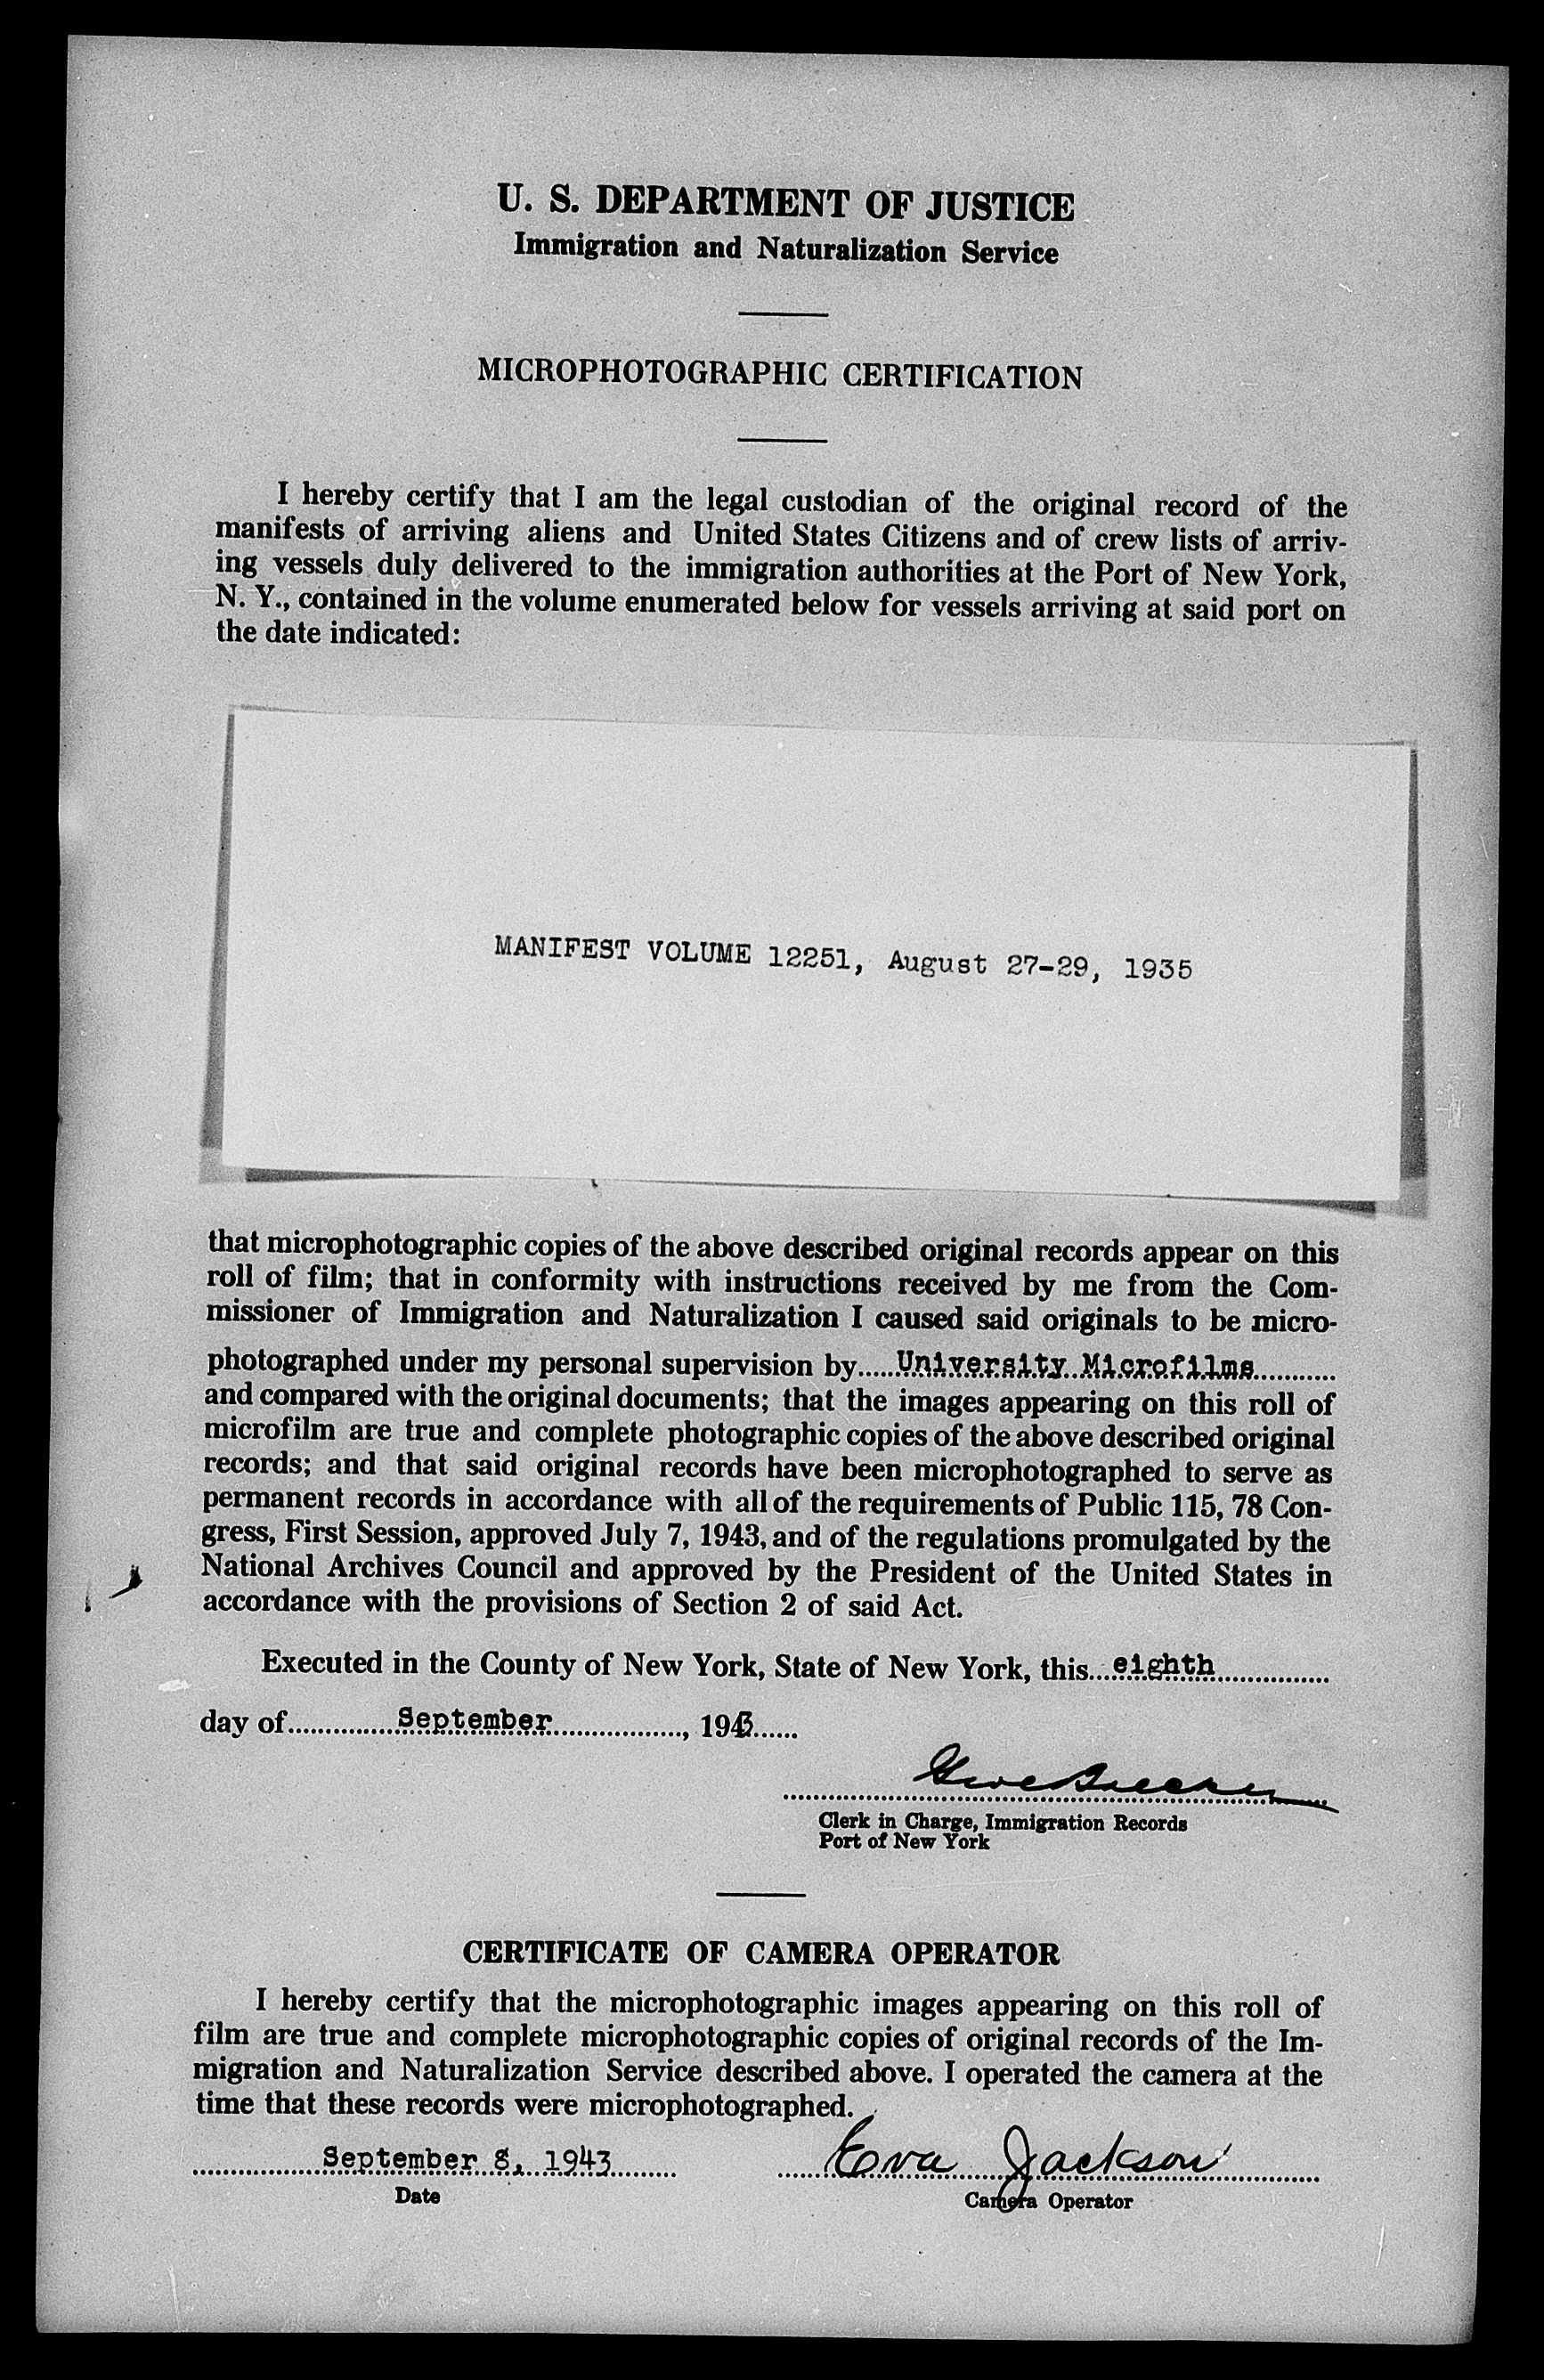 U. S. DEPARTMENT OF JUSTICE
Immigration and Naturalization Service
MICROPHOTOGRAPHIC CERTIFICATION
I hereby certify that I am the legal custodian of the original record of the
manifests of arriving aliens and United States Citizens and of crew lists of arriv-
ing vessels duly delivered to the immigration authorities at the Port of New York,
N. Y., contained in the volume enumerated below for vessels arriving at said port on
the date indicated:
MANIFEST VOLUME 12251, August 27-29, 1935
that microphotographic copies of the above described original records appear on this
roll of film; that in conformity with instructions received by me from the Com-
missioner of Immigration and Naturalization I caused said originals to be micro-
photographed under my personal supervision by.....University Microfilms...........
and compared with the original documents; that the images appearing on this roll of
microfilm are true and complete photographic copies of the above described original
records; and that said original records have been microphotographed to serve as
permanent records in accordance with all of the requirements of Public 115, 78 Con-
gress, First Session, approved July 7, 1943, and of the regulations promulgated by the
National Archives Council and approved by the President of the United States in
accordance with the provisions of Section 2 of said Act.
Executed in the County of New York, State of New York, this...eighth...............
day of..............September................., 1943......
Clerk in Charge, Immigration Records
Port of New York
CERTIFICATE OF CAMERA OPERATOR
I hereby certify that the microphotographic images appearing on this roll of
film are true and complete microphotographic copies of original records of the Im-
migration and Naturalization Service described above. I operated the camera at the
time that these records were microphotographed.
September 8, 1943 Eva Jackson
Date Camera Operator